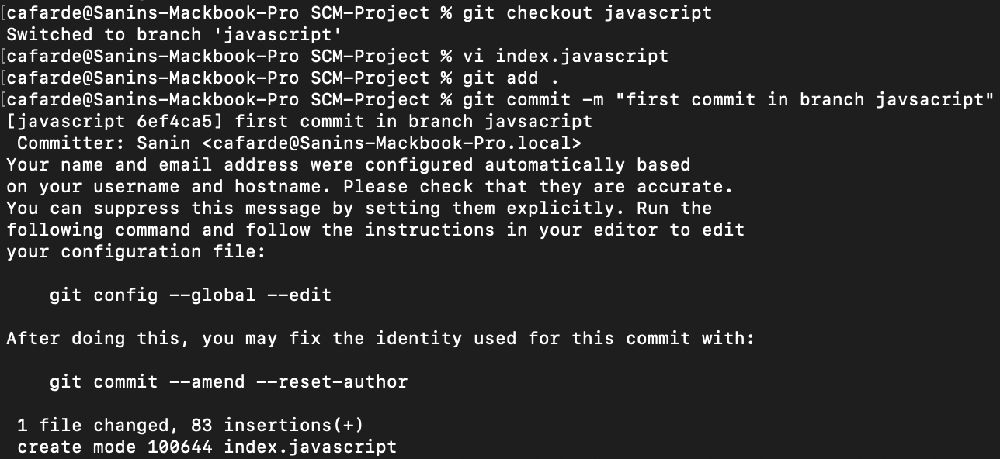 [cafarde@Sanins-Mackbook-Pro SCM-Project % git checkout javascript
Switched to branch 'javascript'
[cafarde@Sanins-Mackbook-Pro SCM-Project % vi index.javascript
[cafarde@Sanins-Mackbook-Pro SCM-Project % git add .
[cafarde@Sanins-Mackbook-Pro SCM-Project % git commit -m "first commit in branch javsacript"
[javascript 6ef4ca5] first commit in branch javsacript
 Committer: Sanin <cafarde@Sanins-Mackbook-Pro.local>
Your name and email address were configured automatically based
on your username and hostname. Please check that they are accurate.
You can suppress this message by setting them explicitly. Run the
following command and follow the instructions in your editor to edit
your configuration file:

    git config --global --edit

After doing this, you may fix the identity used for this commit with:

    git commit --amend --reset-author

 1 file changed, 83 insertions(+)
 create mode 100644 index.javascript